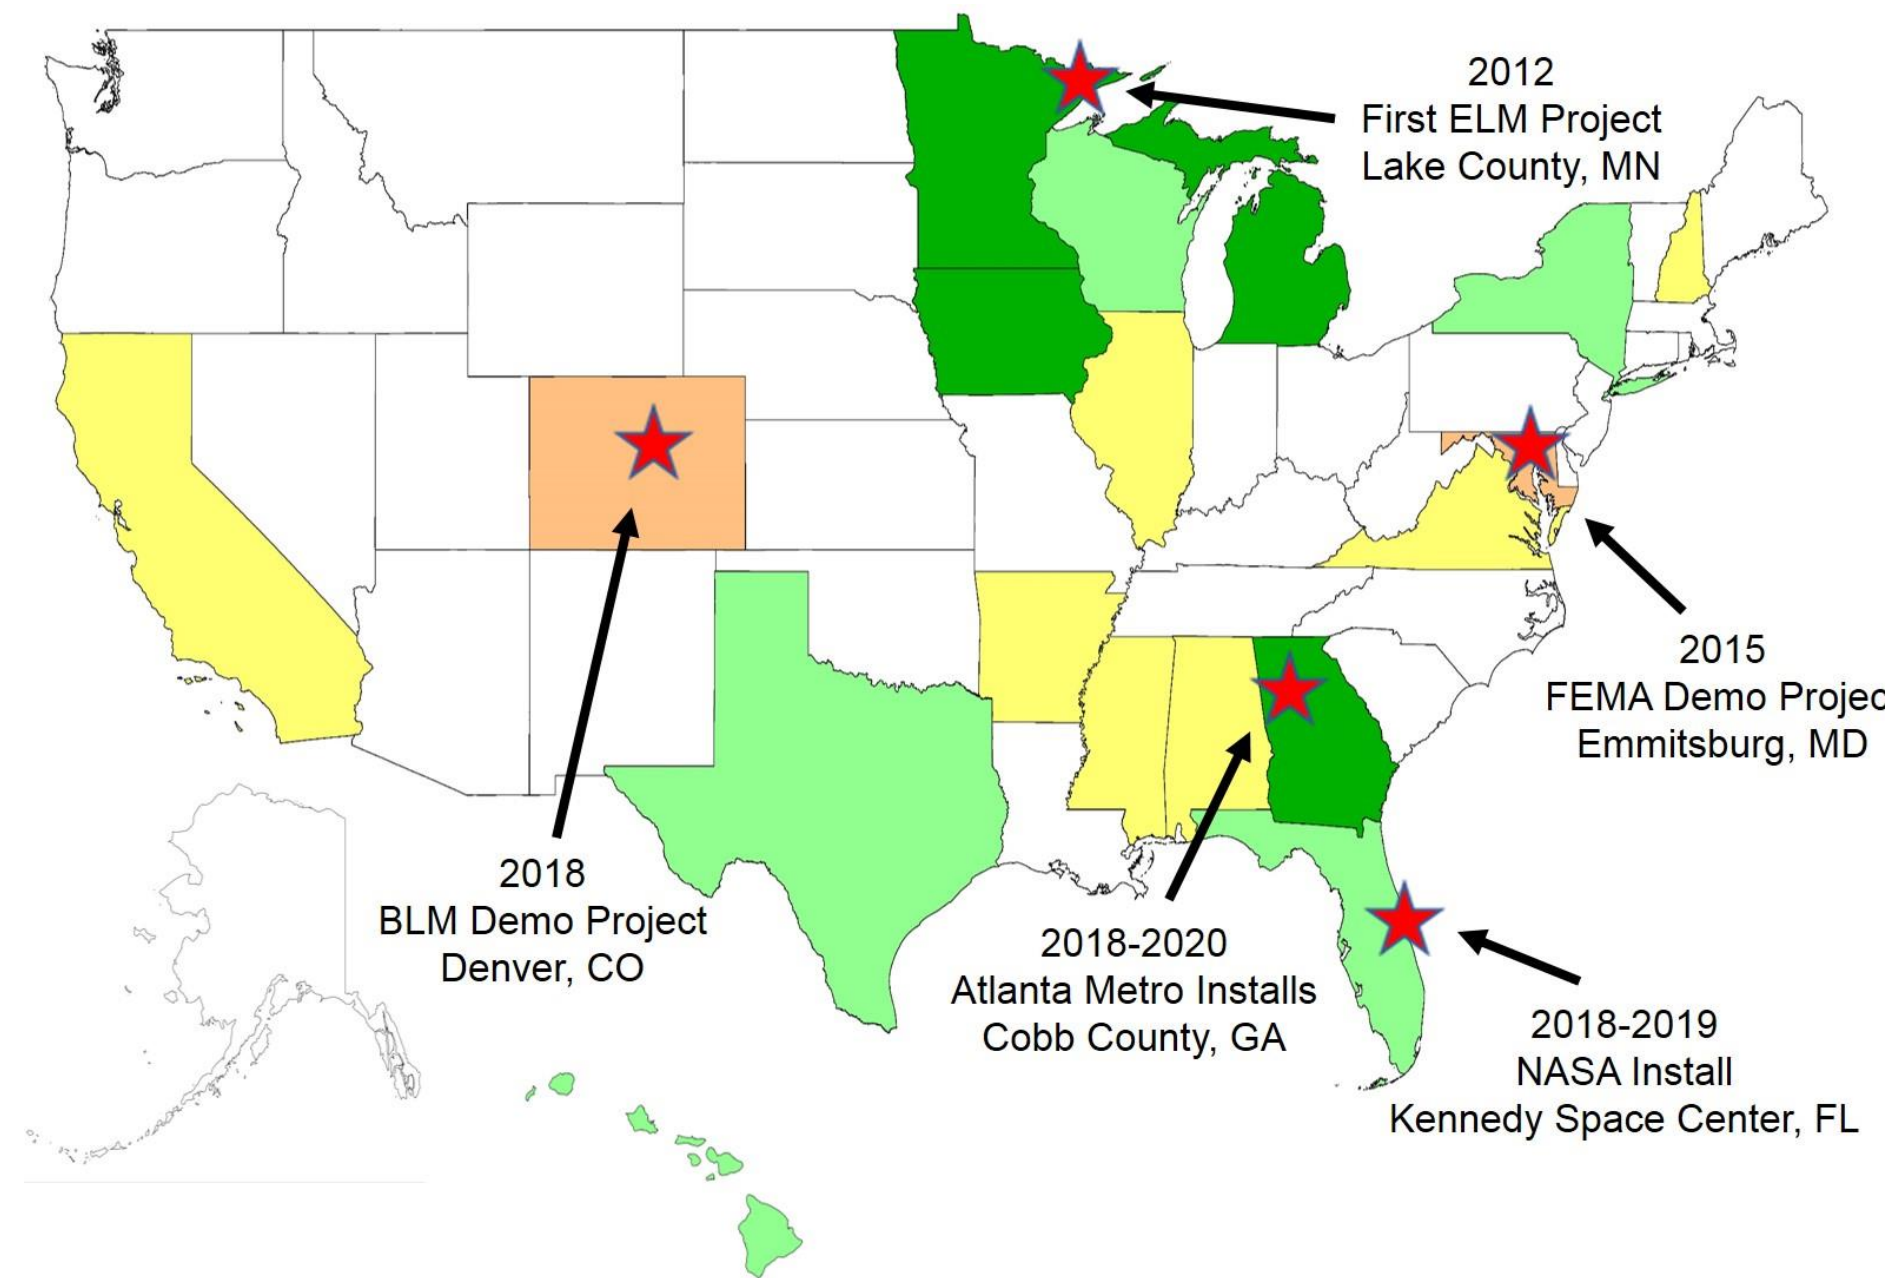 2012
First ELM Project
Lake County, MN
2015
FEMA Demo Projec
Emmitsburg, MD
2018
BLM Demo Project
Denver, CO
2018-2020
Atlanta Metro Installs
Cobb County, GA
2018-2019
NASA Install
Kennedy Space Center, FL